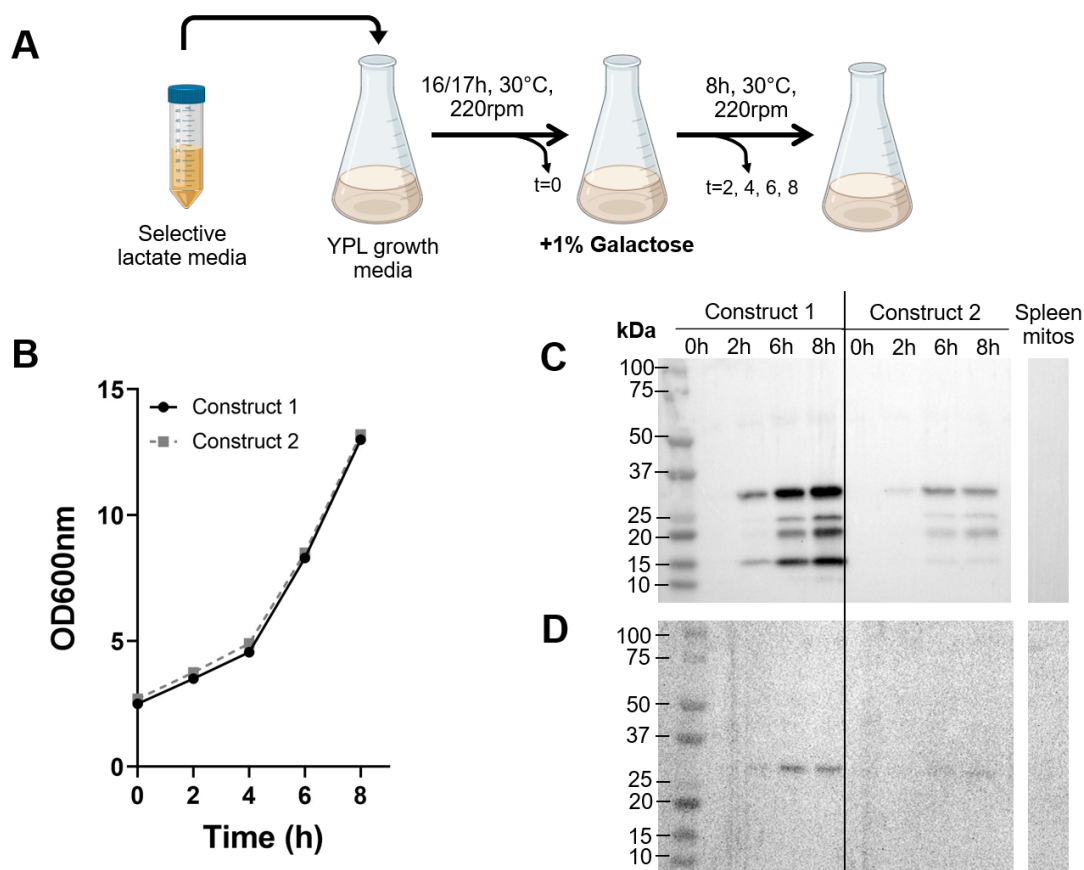 A
16/17h, 30°C,
220rpm
8h, 30°C,
220rpm
t=0
t=2, 4, 6, 8
Selective
lactate media
YPL growth
media
+1% Galactose
B
15
10
5
0
OD600nm
Construct 1
Construct 2
0 2 4 6 8
Time (h)
C
kDa
Construct 1
Construct 2
Spleen
mitos
0h 2h 6h 8h 0h 2h 6h 8h
100
75
50
37
25
20
15
10
D
100
75
50
37
25
20
15
10